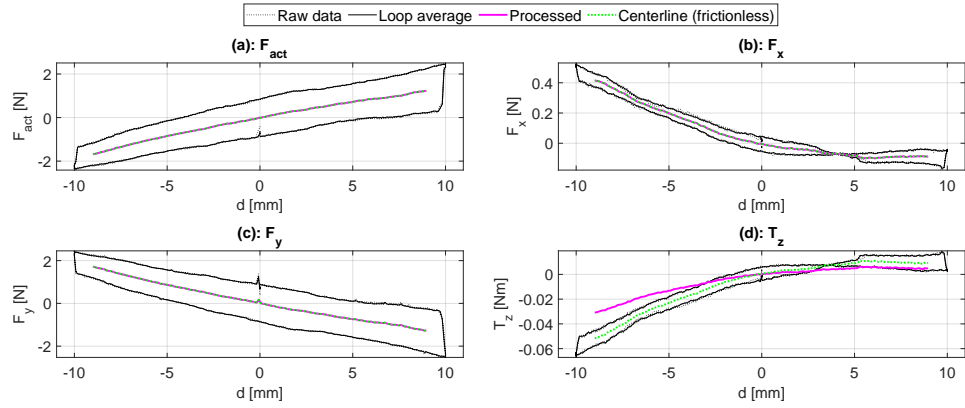 Raw data Loop average Processed Centerline (frictionless)
(a): F_act (b): F_x
F_act [N] 2 0 -2 F_x [N] 0.4 0.2 0
-10 -5 0 5 10 -10 -5 0 5 10
d [mm] d [mm]
(c): F_y (d): T_z
F_y [N] 2 0 -2 T_z [Nm] 0 -0.02 -0.04 -0.06
-10 -5 0 5 10 -10 -5 0 5 10
d [mm] d [mm]